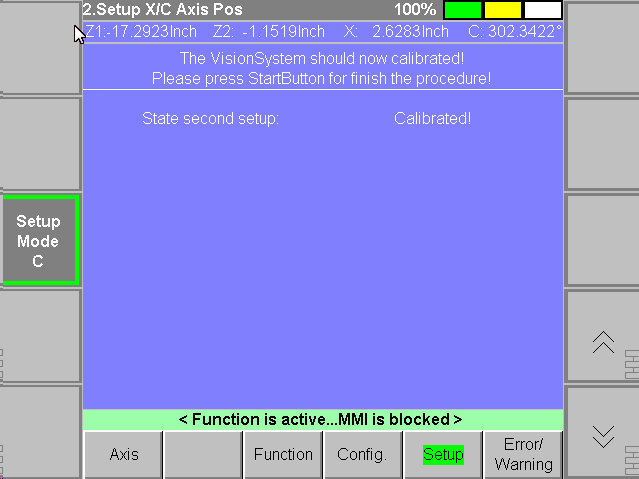 2.Setup X/C Axis Pos 100%
Z1:-17.2923Inch Z2: -1.1519Inch X: 2.6283Inch C: 302.3422°
The VisionSystem should now calibrated!
Please press StartButton for finish the procedure!
State second setup: Calibrated!
Setup
Mode
C
< Function is active...MMI is blocked >
Axis
Function
Config.
Setup
Error/
Warning